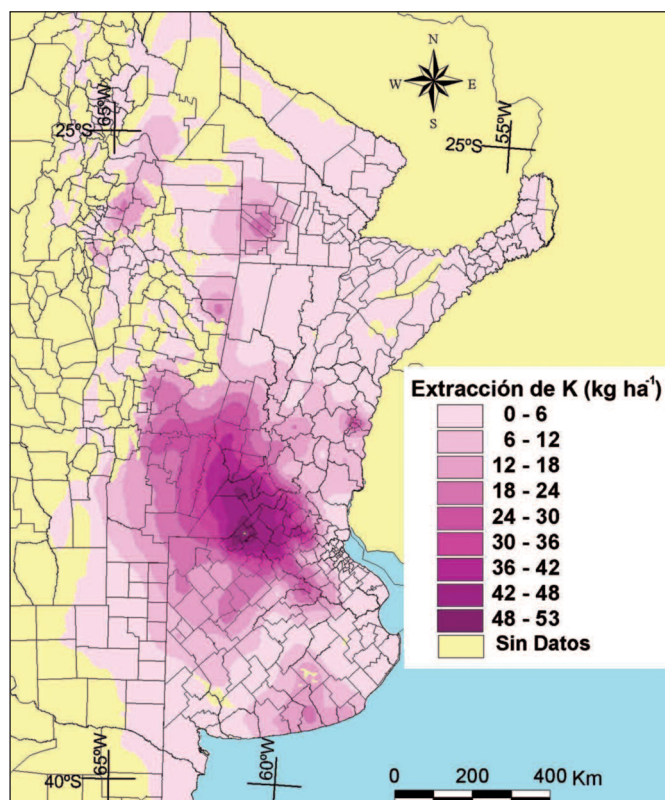 N
W E
S
65ºW
25ºS
55ºW
25ºS
Extracción de K (kg ha⁻¹)
0 - 6
6 - 12
12 - 18
18 - 24
24 - 30
30 - 36
36 - 42
42 - 48
48 - 53
Sin Datos
65ºW
40ºS
60ºW
0 200 400 Km